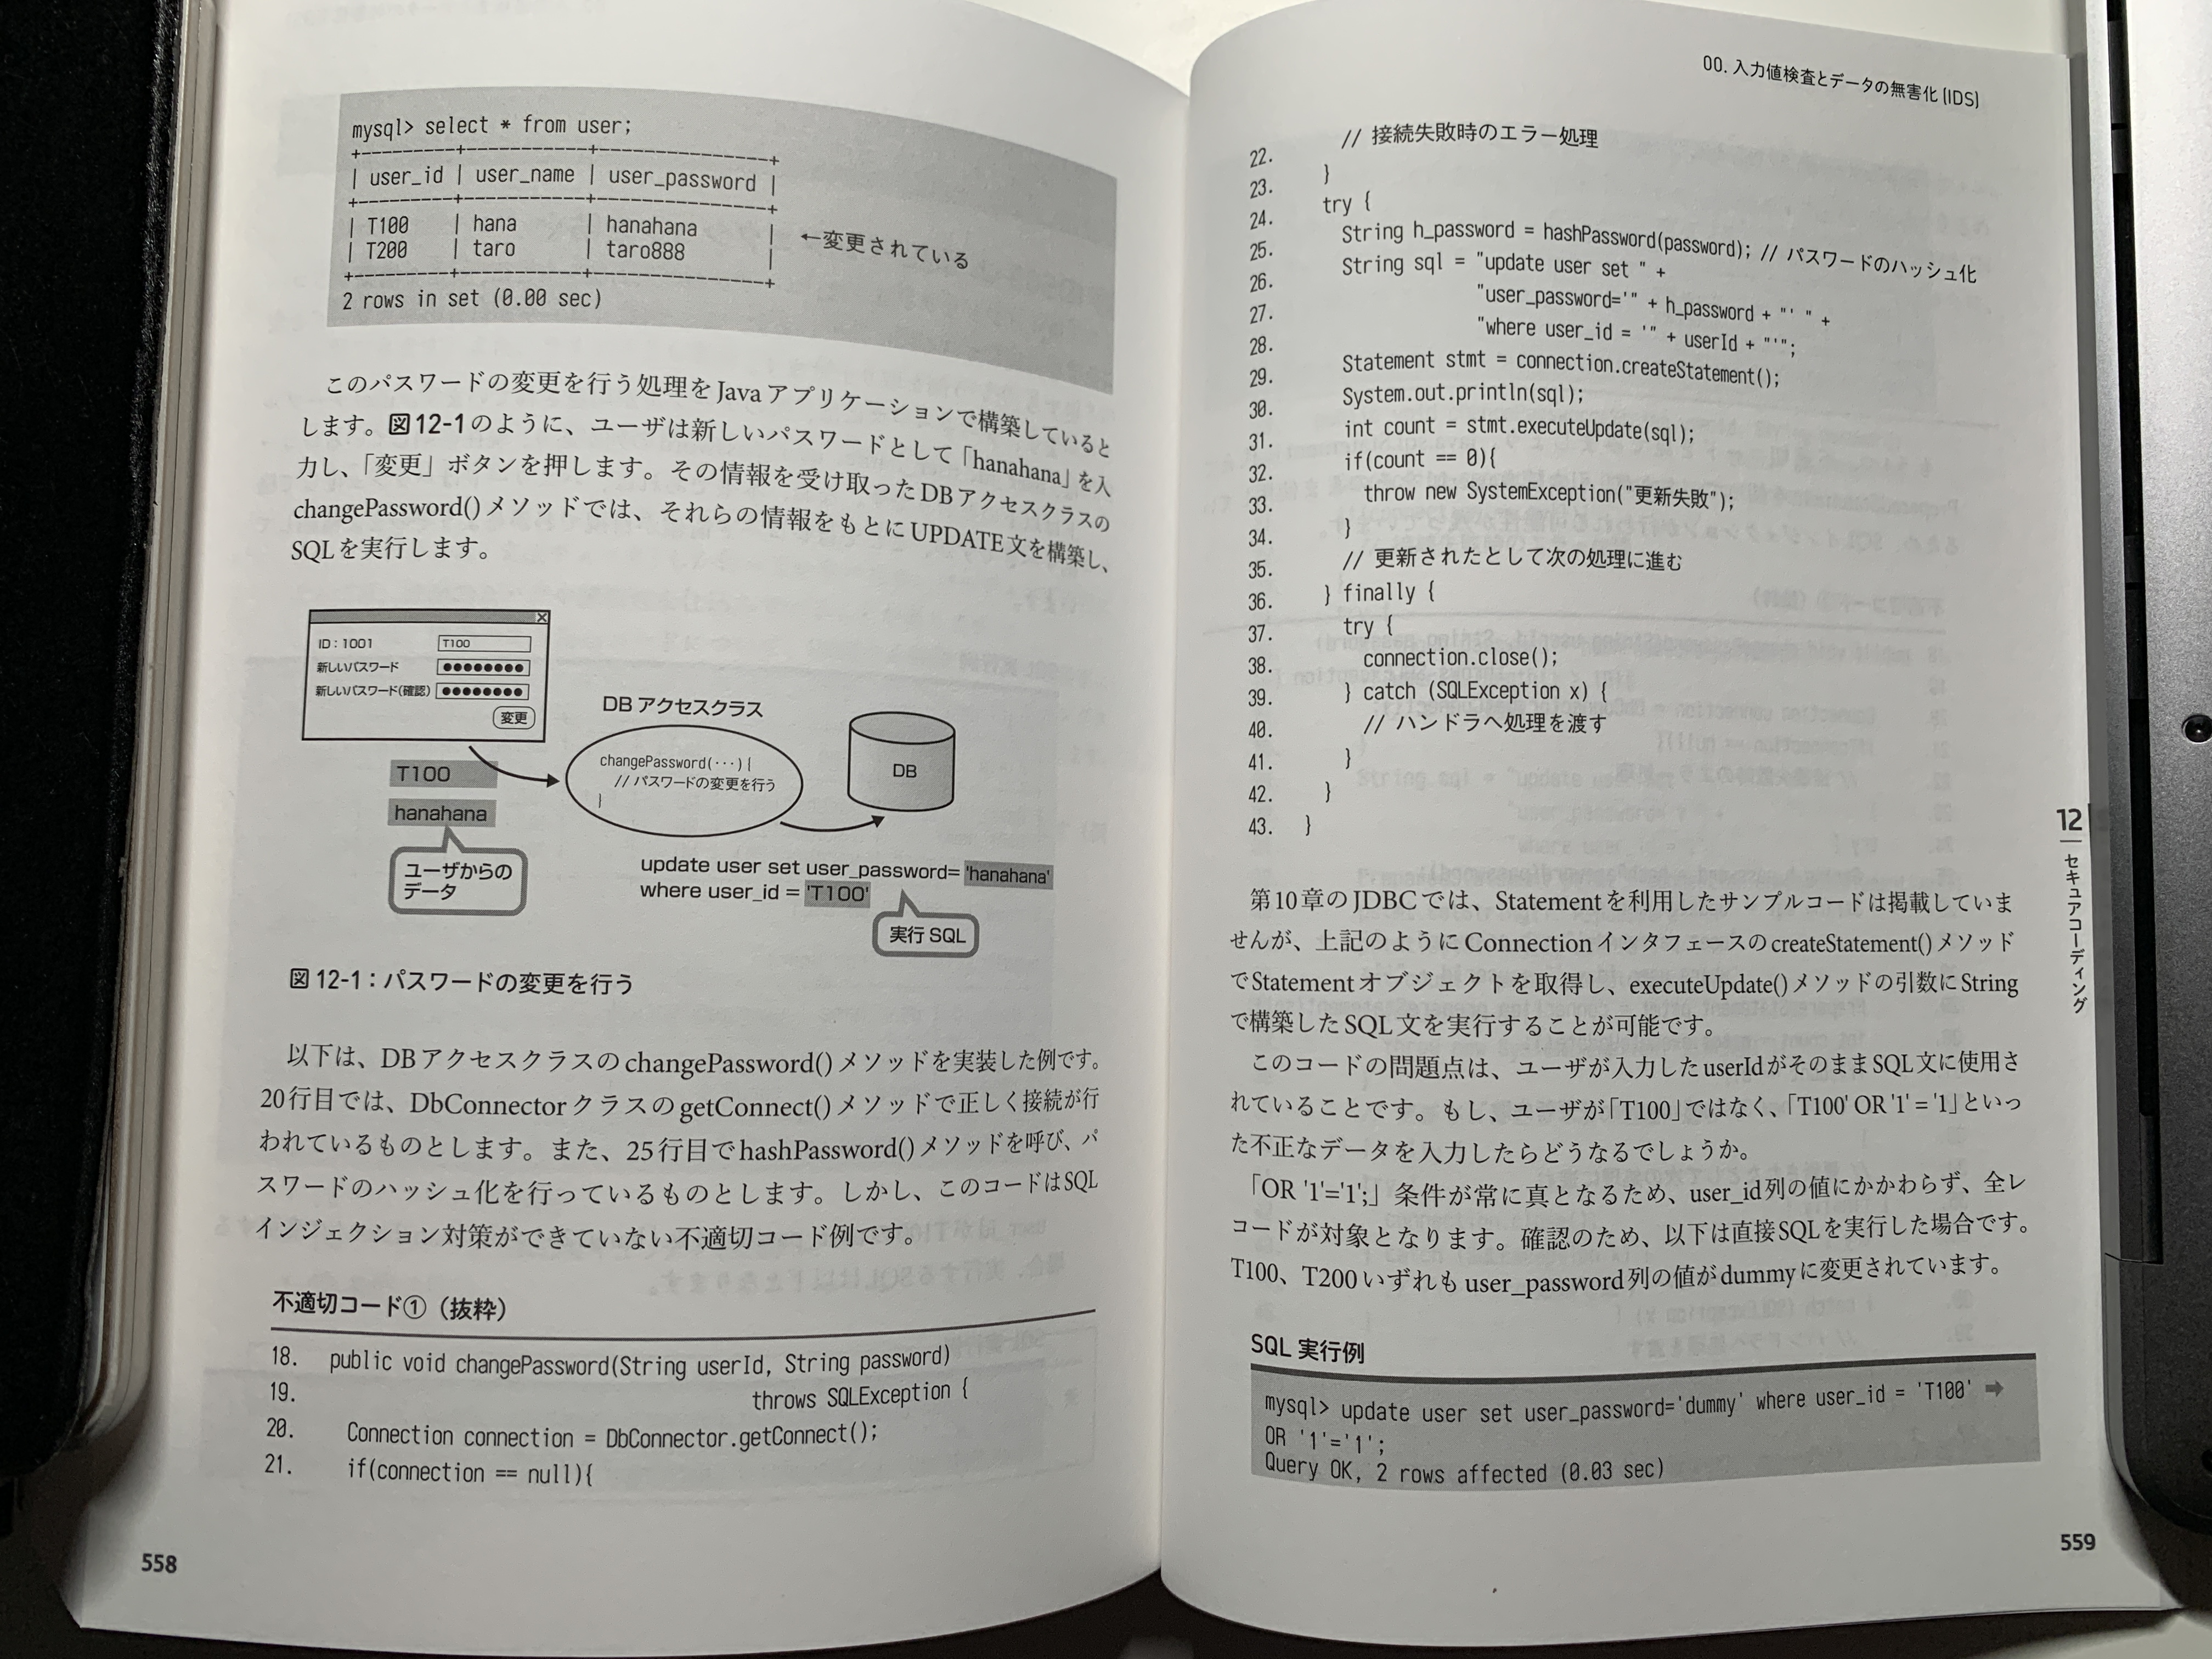 mysql> select * from user;
+---------+-----------+---------------+
| user_id | user_name | user_password |
+---------+-----------+---------------+
| T100 | hana | hanahana |
| T200 | taro | taro888 |
←変更されている
+---------+-----------+---------------+
2 rows in set (0.00 sec)
このパスワードの変更を行う処理をJavaアプリケーションで構築していると
します。図12-1のように、ユーザは新しいパスワードとして「hanahana」を入
力し、「変更」ボタンを押します。その情報を受け取ったDBアクセスクラスの
changePassword()メソッドでは、それらの情報をもとにUPDATE文を構築し、
SQLを実行します。
ID：1001 T100
新しいパスワード ●●●●●●●●
新しいパスワード(確認) ●●●●●●●●
変更
DB アクセスクラス
changePassword(･･･) {
// パスワードの変更を行う
}
DB
T100
hanahana
ユーザからの
データ
update user set user_password= 'hanahana'
where user_id = 'T100'
実行 SQL
図 12-1：パスワードの変更を行う
以下は、DBアクセスクラスのchangePassword()メソッドを実装した例です。
20行目では、DbConnectorクラスのgetConnect()メソッドで正しく接続が行
われているものとします。また、25行目でhashPassword()メソッドを呼び、パ
スワードのハッシュ化を行っているものとします。しかし、このコードはSQL
インジェクション対策ができていない不適切コード例です。
不適切コード①（抜粋）
18. public void changePassword(String userId, String password)
19. throws SQLException {
20. Connection connection = DbConnector.getConnect();
21. if(connection == null){
558
00. 入力値検査とデータの無害化 (IDS)
22. // 接続失敗時のエラー処理
23. }
24. try {
25. String h_password = hashPassword(password); // パスワードのハッシュ化
26. String sql = "update user set " +
27. "user_password='" + h_password + "' " +
28. "where user_id = '" + userId + "'";
29. Statement stmt = connection.createStatement();
30. System.out.println(sql);
31. int count = stmt.executeUpdate(sql);
32. if(count == 0){
33. throw new SystemException("更新失敗");
34. }
35. // 更新されたとして次の処理に進む
36. } finally {
37. try {
38. connection.close();
39. } catch (SQLException x) {
40. // ハンドラへ処理を渡す
41. }
42. }
43. }
第10章のJDBCでは、Statementを利用したサンプルコードは掲載していま
せんが、上記のようにConnectionインタフェースのcreateStatement()メソッド
でStatementオブジェクトを取得し、executeUpdate()メソッドの引数にString
で構築したSQL文を実行することが可能です。
このコードの問題点は、ユーザが入力したuserIdがそのままSQL文に使用さ
れていることです。もし、ユーザが「T100」ではなく、「T100' OR '1' = '1」といっ
た不正なデータを入力したらどうなるでしょうか。
「OR '1'='1';」条件が常に真となるため、user_id列の値にかかわらず、全レ
コードが対象となります。確認のため、以下は直接SQLを実行した場合です。
T100、T200いずれもuser_password列の値がdummyに変更されています。
SQL 実行例
mysql> update user set user_password='dummy' where user_id = 'T100' ➡
OR '1'='1';
Query OK, 2 rows affected (0.03 sec)
12
セキュアコーディング
559